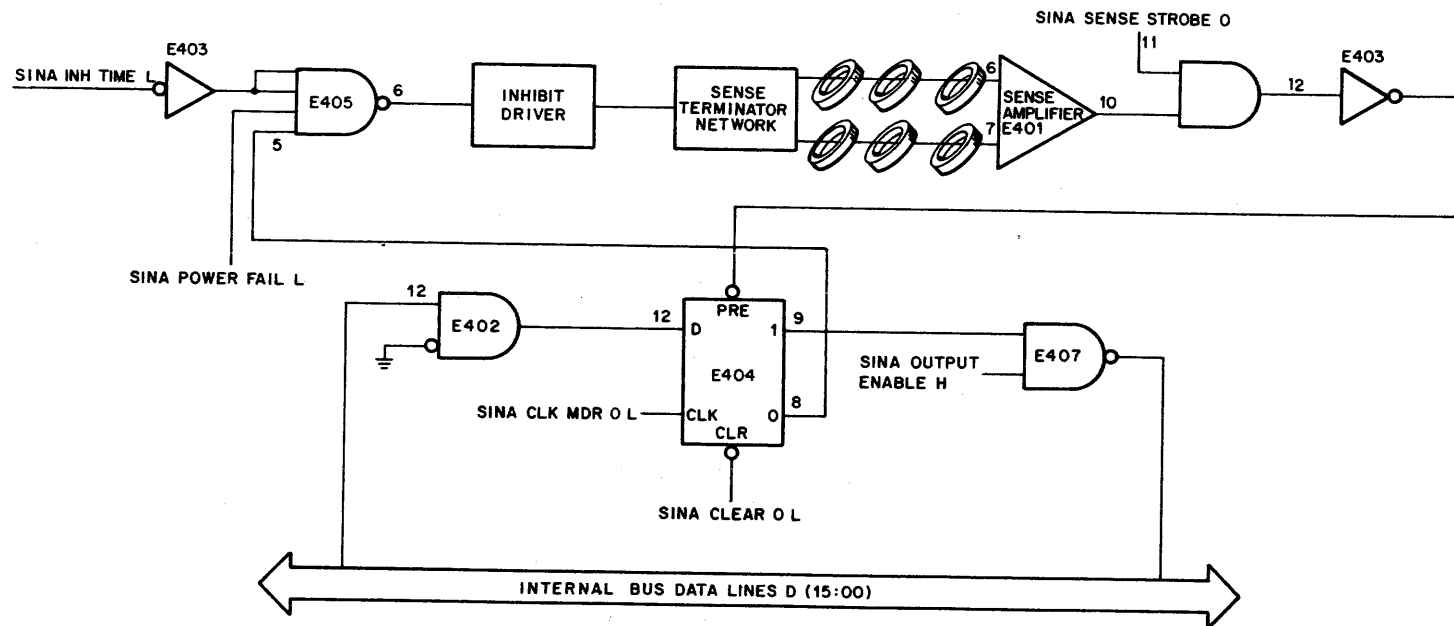 SINA SENSE STROBE 0
11
E403
SINA INH TIME L
E405
6
5
INHIBIT
DRIVER
SENSE
TERMINATOR
NETWORK
6
7
SENSE
AMPLIFIER
E401
10
12
E403
SINA POWER FAIL L
12
E402
12
PRE
D
1
9
E404
SINA CLK MDR 0 L
CLK
0
8
CLR
SINA OUTPUT
ENABLE H
E407
SINA CLEAR 0 L
INTERNAL BUS DATA LINES D (15:00)